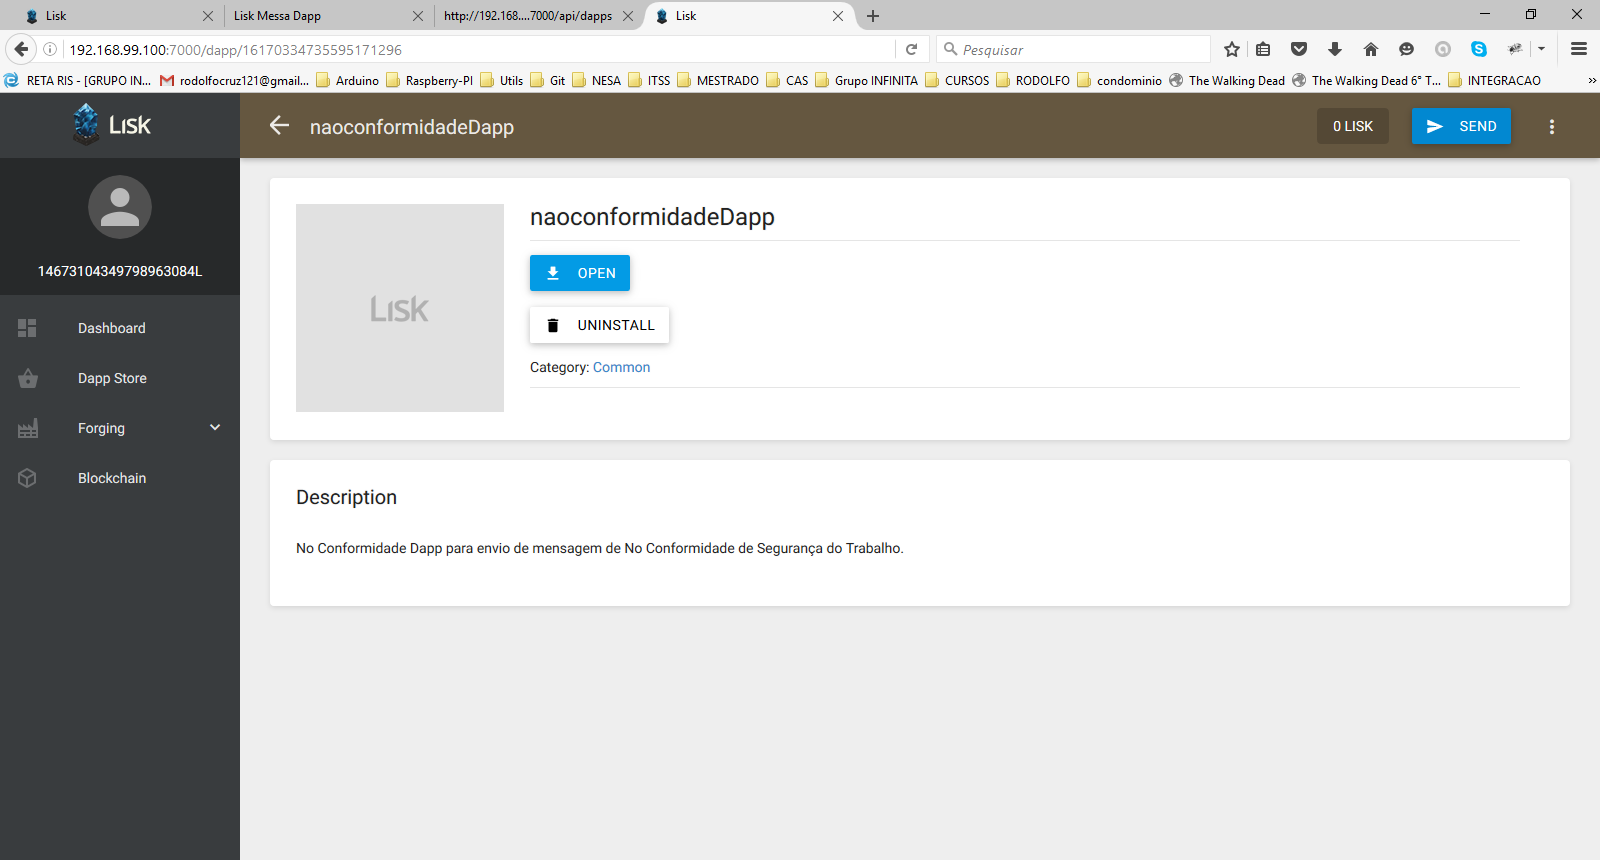 Lisk
Lisk Messa Dapp
http://192.168....7000/api/dapps
Lisk
192.168.99.100:7000/dapp/16170334735595171296
Pesquisar
RETA RIS - [GRUPO IN...
rodolfocruz121@gmail...
Arduino
Raspberry-PI
Utils
Git
NESA
ITSS
MESTRADO
CAS
Grupo INFINITA
CURSOS
RODOLFO
condominio
The Walking Dead
The Walking Dead 6° T...
INTEGRACAO
Lisk
naoconformidadeDapp
0 LISK
SEND
14673104349798963084L
Dashboard
Dapp Store
Forging
Blockchain
Lisk
naoconformidadeDapp
OPEN
UNINSTALL
Category: Common
Description
No Conformidade Dapp para envio de mensagem de No Conformidade de Segurança do Trabalho.